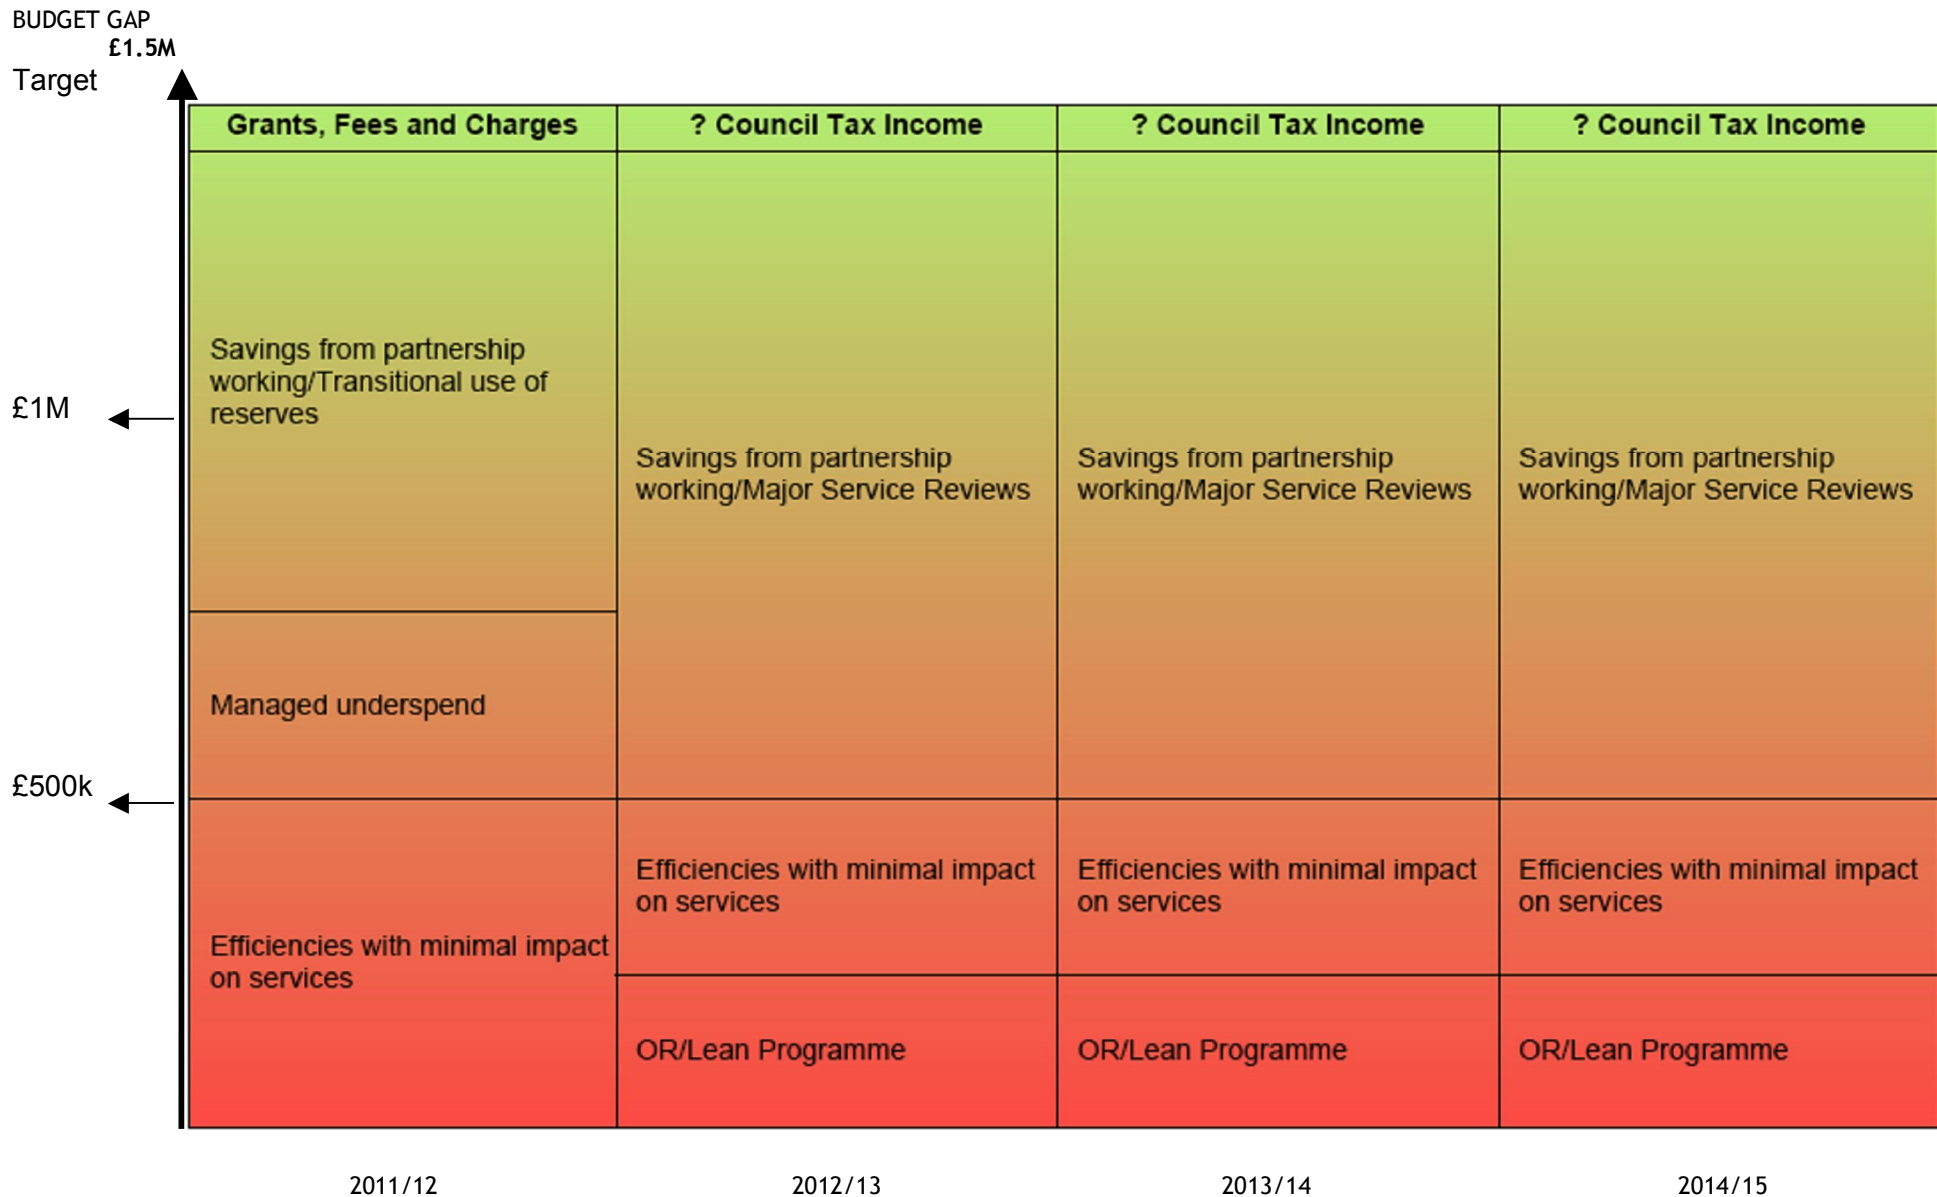 BUDGET GAP
£1.5M
Target
Grants, Fees and Charges
? Council Tax Income
? Council Tax Income
? Council Tax Income
Savings from partnership
working/Transitional use of
reserves
£1M
Savings from partnership
working/Major Service Reviews
Savings from partnership
working/Major Service Reviews
Savings from partnership
working/Major Service Reviews
Managed underspend
£500k
Efficiencies with minimal impact
on services
Efficiencies with minimal impact
on services
Efficiencies with minimal impact
on services
Efficiencies with minimal impact
on services
OR/Lean Programme
OR/Lean Programme
OR/Lean Programme
2011/12
2012/13
2013/14
2014/15